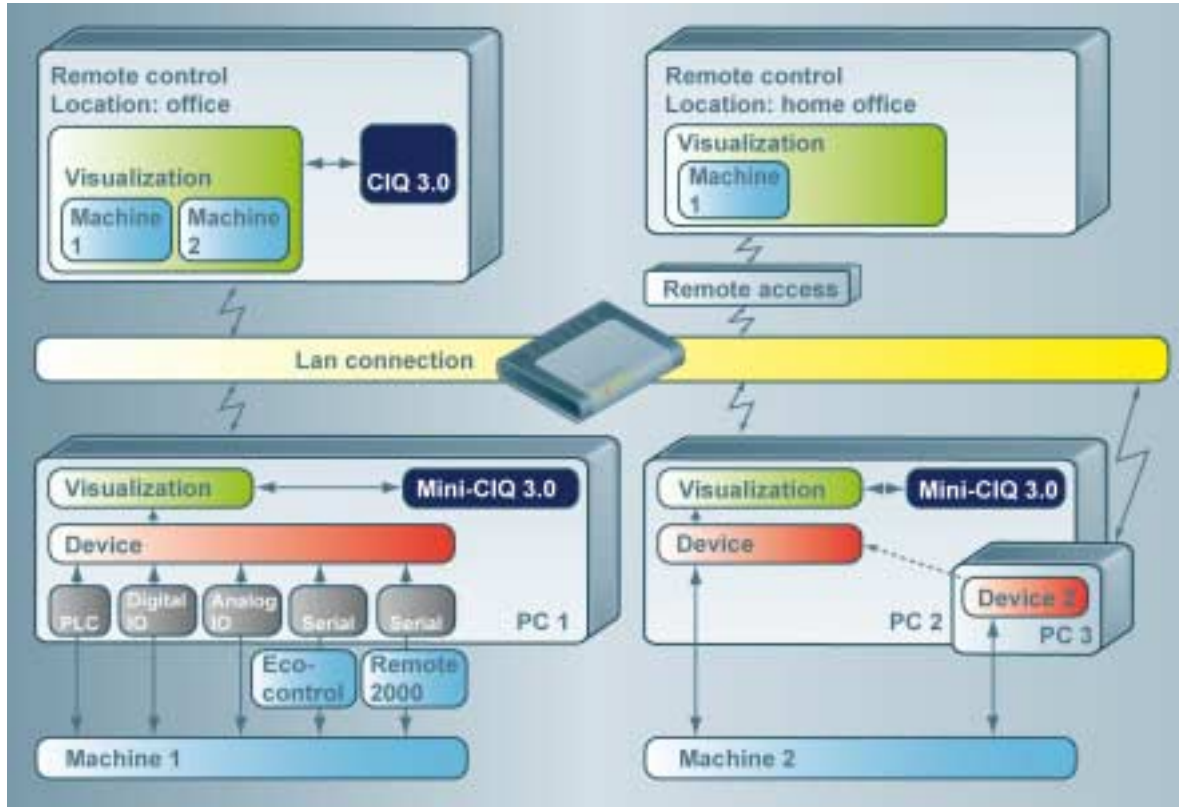 Remote control
Location: office
Visualization
Machine
1
Machine
2
CIQ 3.0
Remote control
Location: home office
Visualization
Machine
1
Remote access
Lan connection
Visualization
Mini-CIQ 3.0
Device
PLC
Digital
IO
Analog
IO
Serial
Serial
PC 1
Eco-
control
Remote
2000
Machine 1
Visualization
Mini-CIQ 3.0
Device
PC 2
Device 2
PC 3
Machine 2